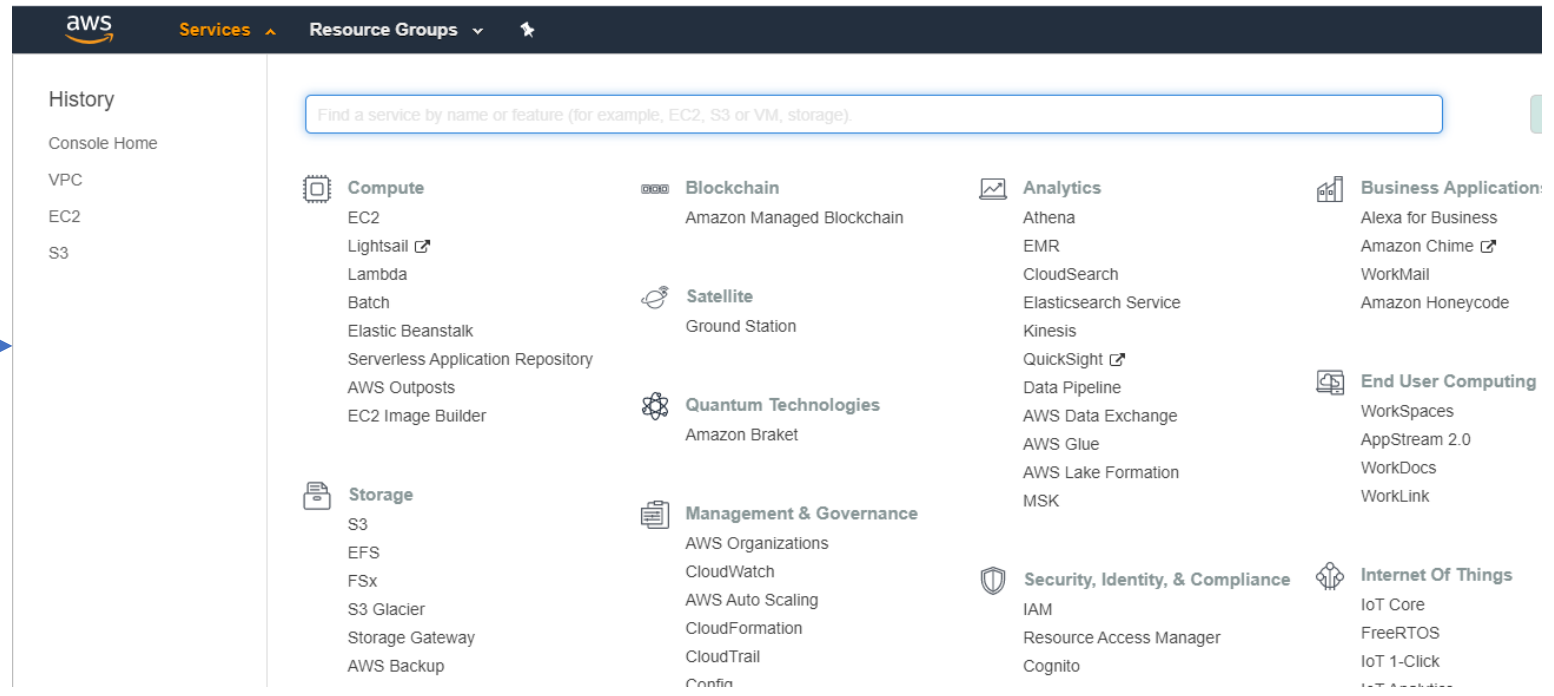 aws
Services
Resource Groups
History
Console Home
VPC
EC2
S3
Find a service by name or feature (for example, EC2, S3 or VM, storage).
Compute
EC2
Lightsail
Lambda
Batch
Elastic Beanstalk
Serverless Application Repository
AWS Outposts
EC2 Image Builder
Storage
S3
EFS
FSx
S3 Glacier
Storage Gateway
AWS Backup
Blockchain
Amazon Managed Blockchain
Satellite
Ground Station
Quantum Technologies
Amazon Braket
Management & Governance
AWS Organizations
CloudWatch
AWS Auto Scaling
CloudFormation
CloudTrail
Config
Analytics
Athena
EMR
CloudSearch
Elasticsearch Service
Kinesis
QuickSight
Data Pipeline
AWS Data Exchange
AWS Glue
AWS Lake Formation
MSK
Security, Identity, & Compliance
IAM
Resource Access Manager
Cognito
Business Applications
Alexa for Business
Amazon Chime
WorkMail
Amazon Honeycode
End User Computing
WorkSpaces
AppStream 2.0
WorkDocs
WorkLink
Internet Of Things
IoT Core
FreeRTOS
IoT 1-Click
IoT Analytics